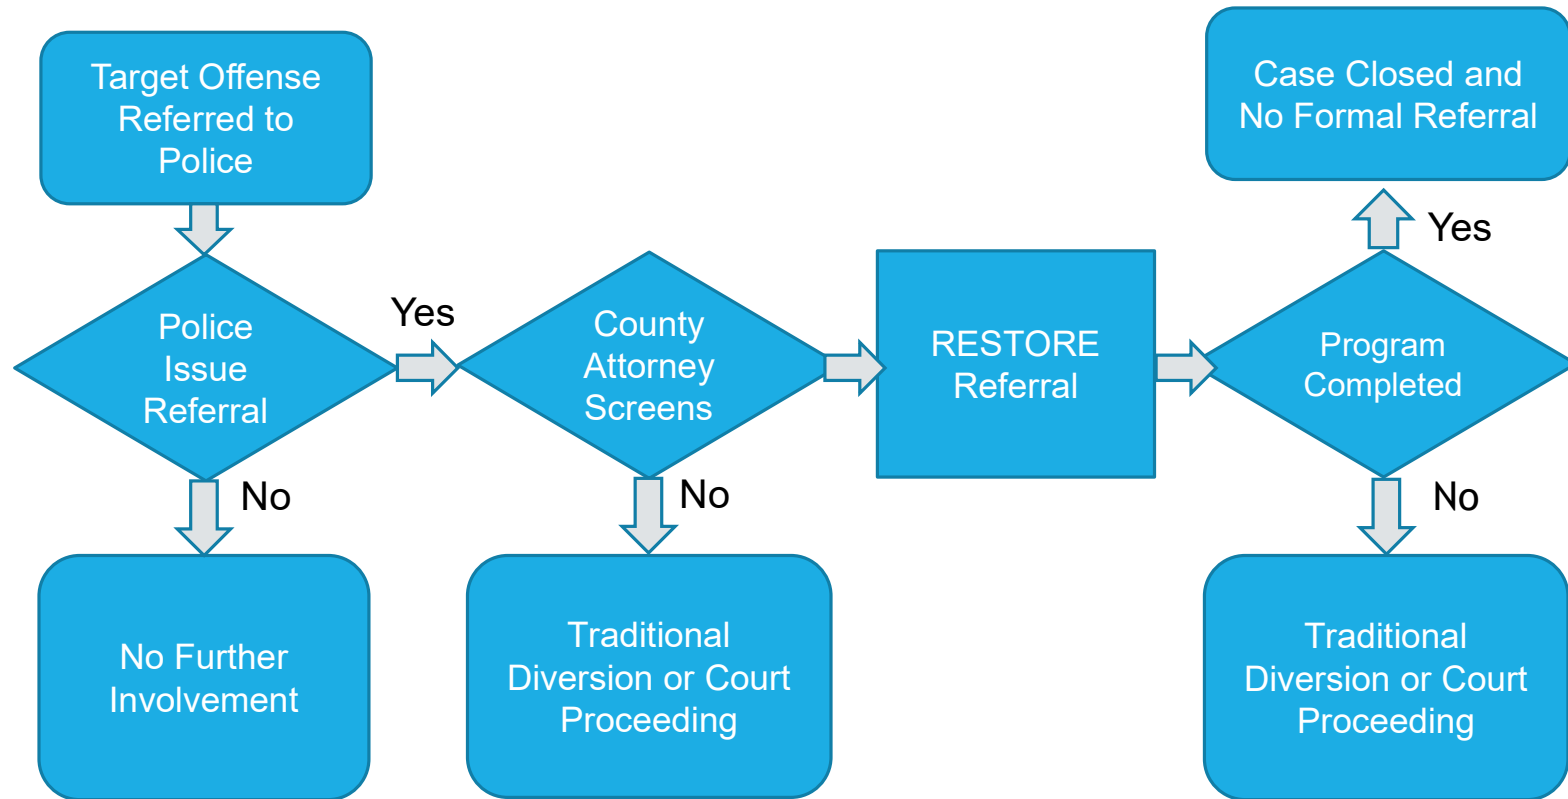 Target Offense
Referred to
Police
Case Closed and
No Formal Referral
Yes
Police
Issue
Referral
Yes
County
Attorney
Screens
RESTORE
Referral
Program
Completed
No
No
No
No Further
Involvement
Traditional
Diversion or Court
Proceeding
Traditional
Diversion or Court
Proceeding